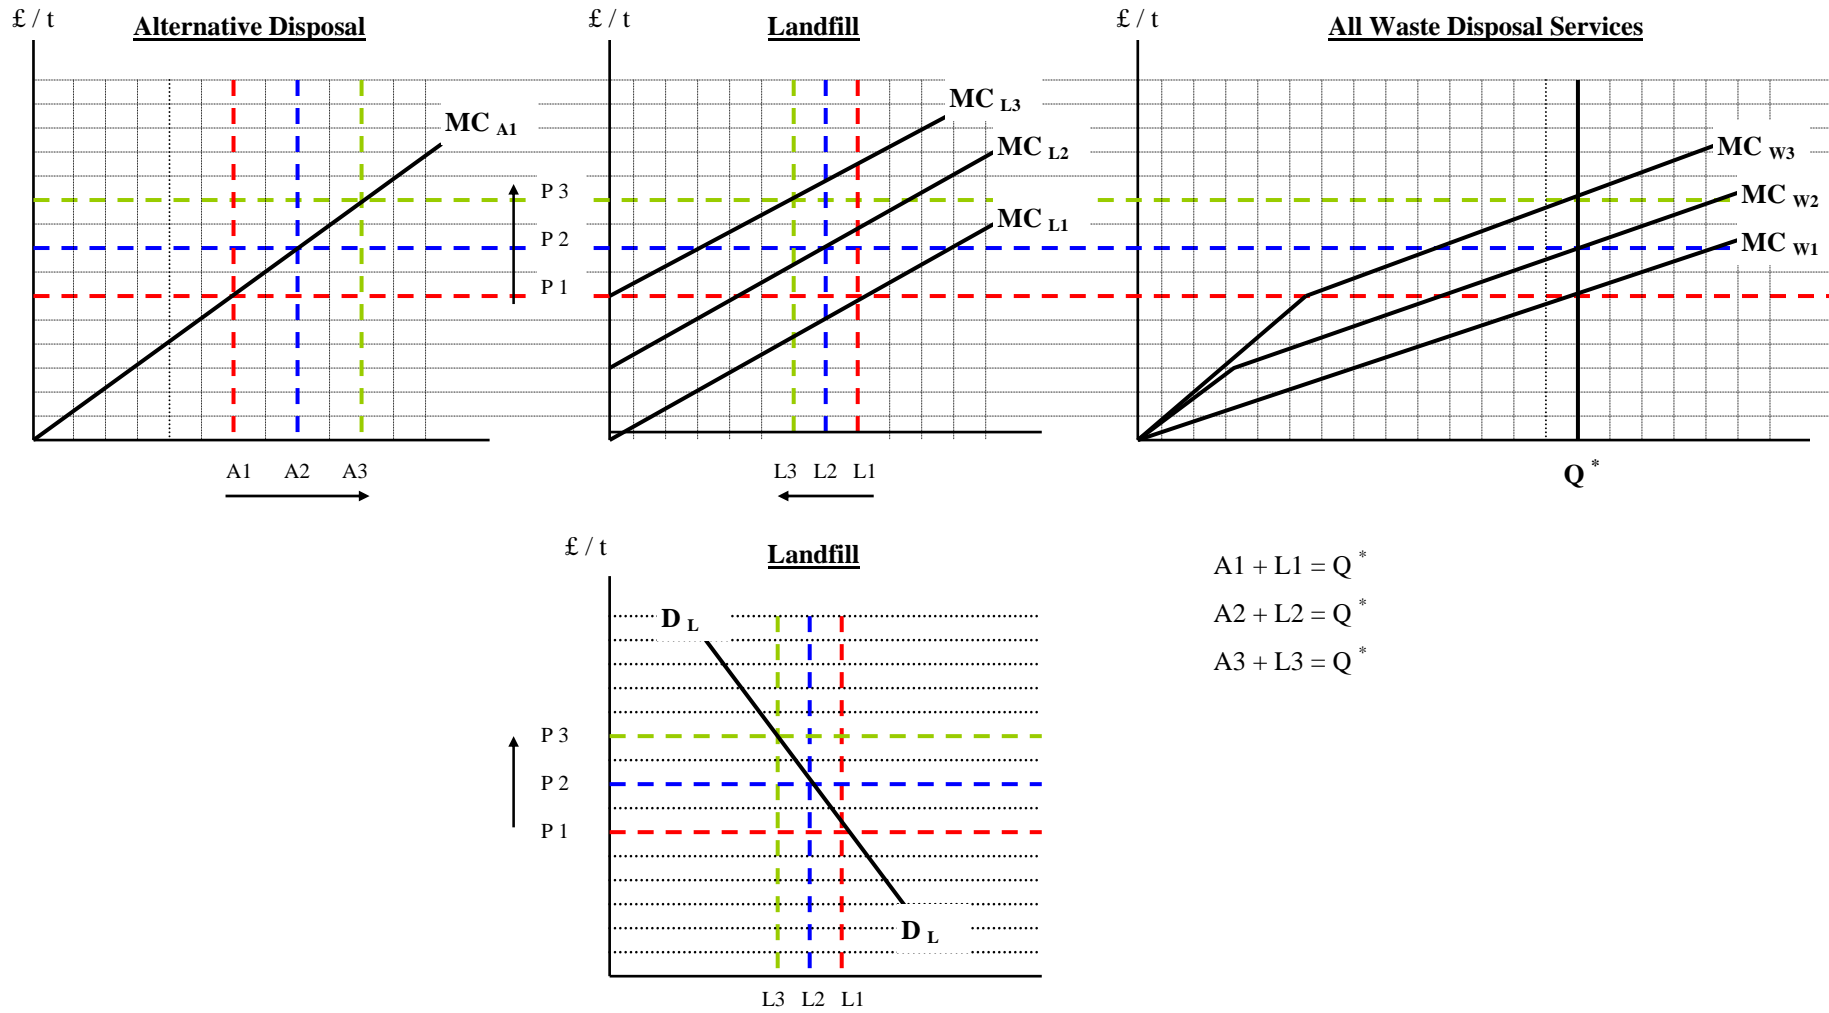 £ / t
Alternative Disposal
£ / t
Landfill
£ / t
All Waste Disposal Services
MC A1
MC L3
MC L2
MC L1
MC W3
MC W2
MC W1
P 3
P 2
P 1
A1 A2 A3
L3 L2 L1
Q *
£ / t
Landfill
D L
P 3
P 2
P 1
D L
L3 L2 L1
A1 + L1 = Q *
A2 + L2 = Q *
A3 + L3 = Q *